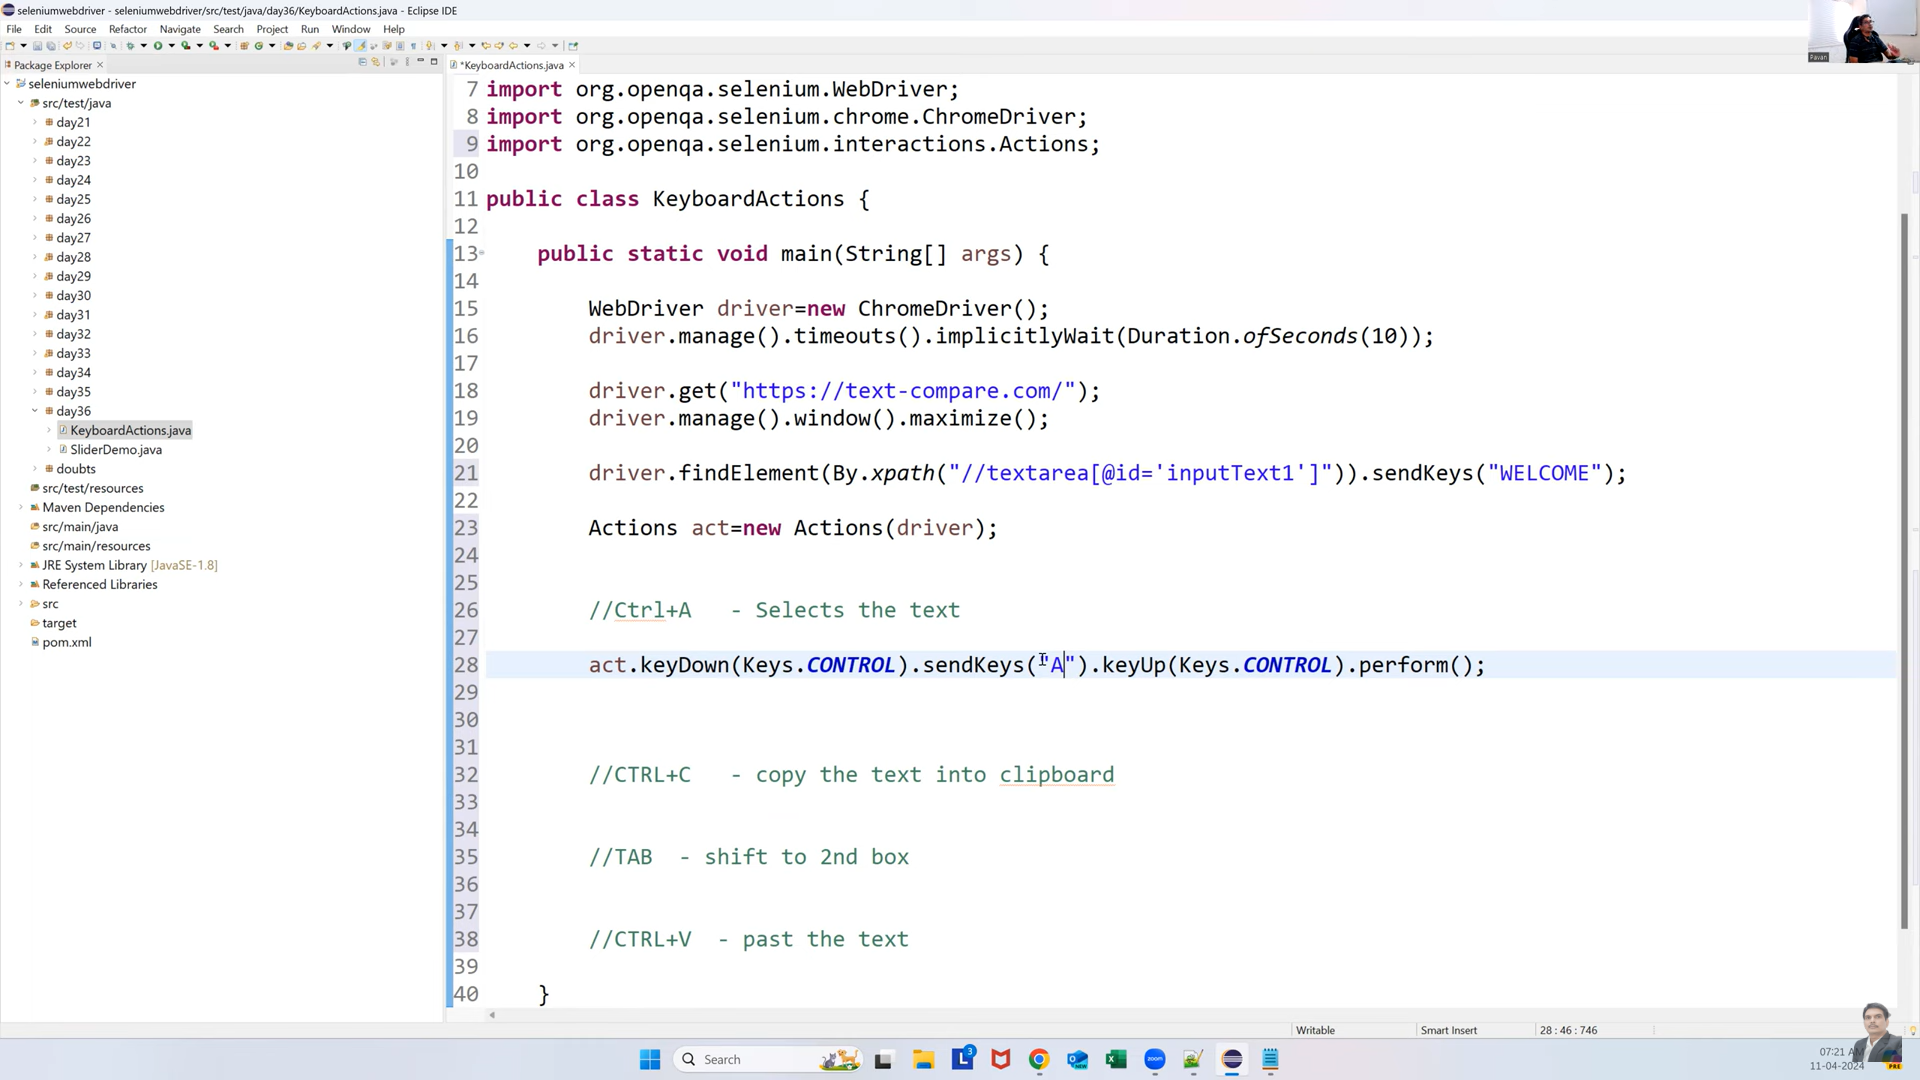 seleniumwebdriver - seleniumwebdriver/src/test/java/day36/KeyboardActions.java - Eclipse IDE
File Edit Source Refactor Navigate Search Project Run Window Help
Package Explorer
*KeyboardActions.java
Pavan
seleniumwebdriver
src/test/java
day21
day22
day23
day24
day25
day26
day27
day28
day29
day30
day31
day32
day33
day34
day35
day36
KeyboardActions.java
SliderDemo.java
doubts
src/test/resources
Maven Dependencies
src/main/java
src/main/resources
JRE System Library [JavaSE-1.8]
Referenced Libraries
src
target
pom.xml
7 import org.openqa.selenium.WebDriver;
8 import org.openqa.selenium.chrome.ChromeDriver;
9 import org.openqa.selenium.interactions.Actions;
10
11 public class KeyboardActions {
12
13 public static void main(String[] args) {
14
15 WebDriver driver=new ChromeDriver();
16 driver.manage().timeouts().implicitlyWait(Duration.ofSeconds(10));
17
18 driver.get("https://text-compare.com/");
19 driver.manage().window().maximize();
20
21 driver.findElement(By.xpath("//textarea[@id='inputText1']")).sendKeys("WELCOME");
22
23 Actions act=new Actions(driver);
24
25
26 //Ctrl+A - Selects the text
27
28 act.keyDown(Keys.CONTROL).sendKeys("A").keyUp(Keys.CONTROL).perform();
29
30
31
32 //CTRL+C - copy the text into clipboard
33
34
35 //TAB - shift to 2nd box
36
37
38 //CTRL+V - past the text
39
40 }
Writable Smart Insert 28 : 46 : 746
Search
07:21 AM
11-04-2024
PRE